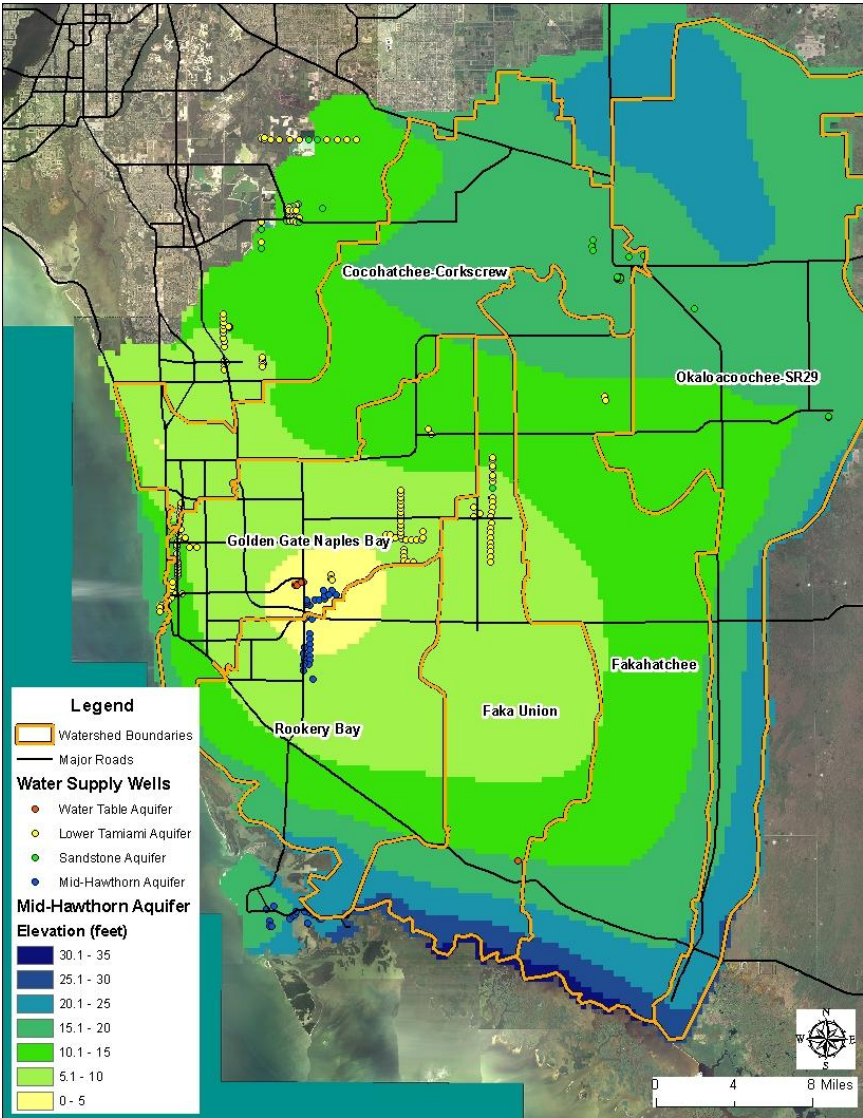 Cocohatchee-Corkscrew
Okaloacoochee-SR29
Golden Gate Naples Bay
Fakahatchee
Faka Union
Rookery Bay
Legend
Watershed Boundaries
Major Roads
Water Supply Wells
Water Table Aquifer
Lower Tamiami Aquifer
Sandstone Aquifer
Mid-Hawthorn Aquifer
Mid-Hawthorn Aquifer
Elevation (feet)
30.1 - 35
25.1 - 30
20.1 - 25
15.1 - 20
10.1 - 15
5.1 - 10
0 - 5
N
W E
S
0 4 8 Miles